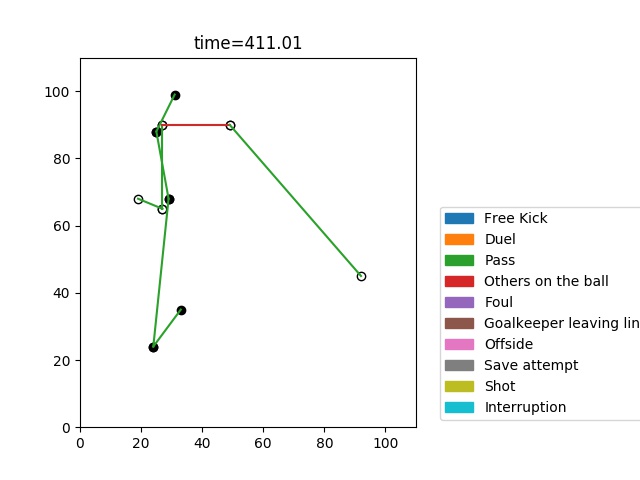 time=411.01
100
80
60
40
20
0
0 20 40 60 80 100
Free Kick
Duel
Pass
Others on the ball
Foul
Goalkeeper leaving lin
Offside
Save attempt
Shot
Interruption